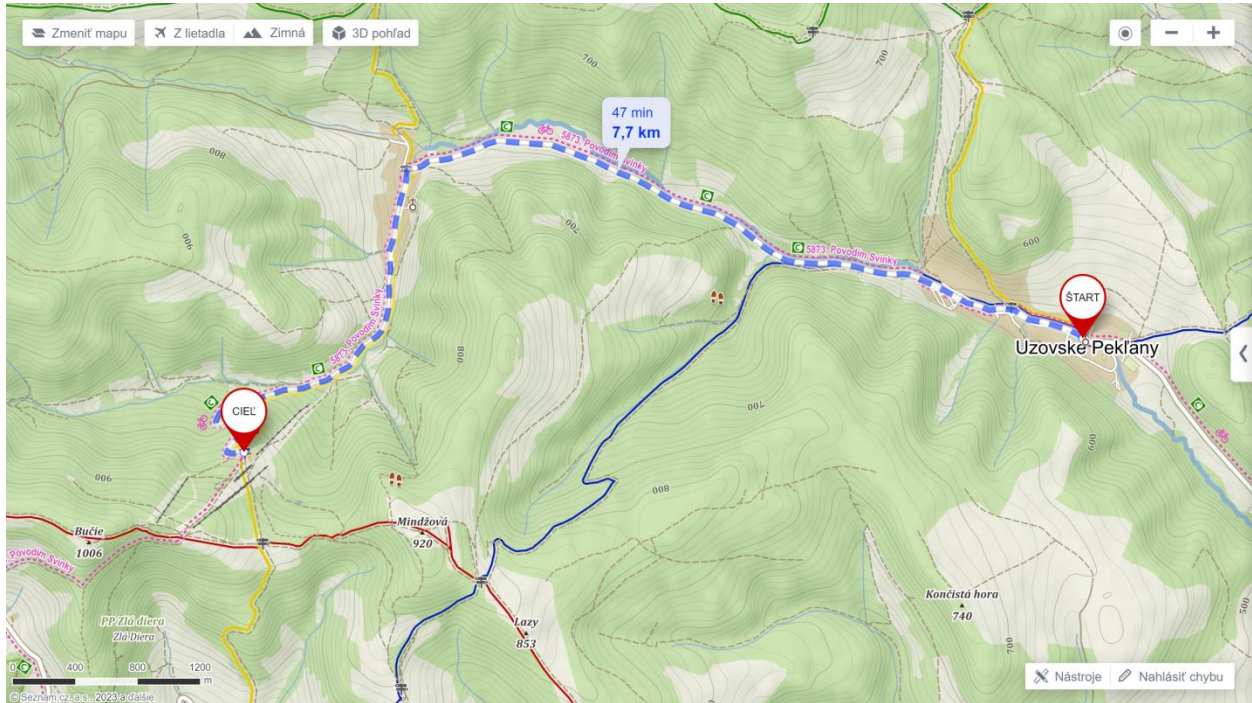 Zmeniť mapu
Z lietadla
Zimná
3D pohľad
700
700
47 min
7,7 km
5873, Povodím Svinky
800
900
700
5873, Povodím Svinky
600
ŠTART
Uzovské Pekľany
5873, Povodím Svinky
800
CIEĽ
700
600
900
800
Mindžová
920
Bučie
1006
Povodím Svinky
Končistá hora
740
500
PP Zlá diera
Zlá Diera
Lazy
853
700
0 400 800 1200
m
© Seznam.cz, a.s., 2023 a ďalšie
Nástroje
Nahlásiť chybu